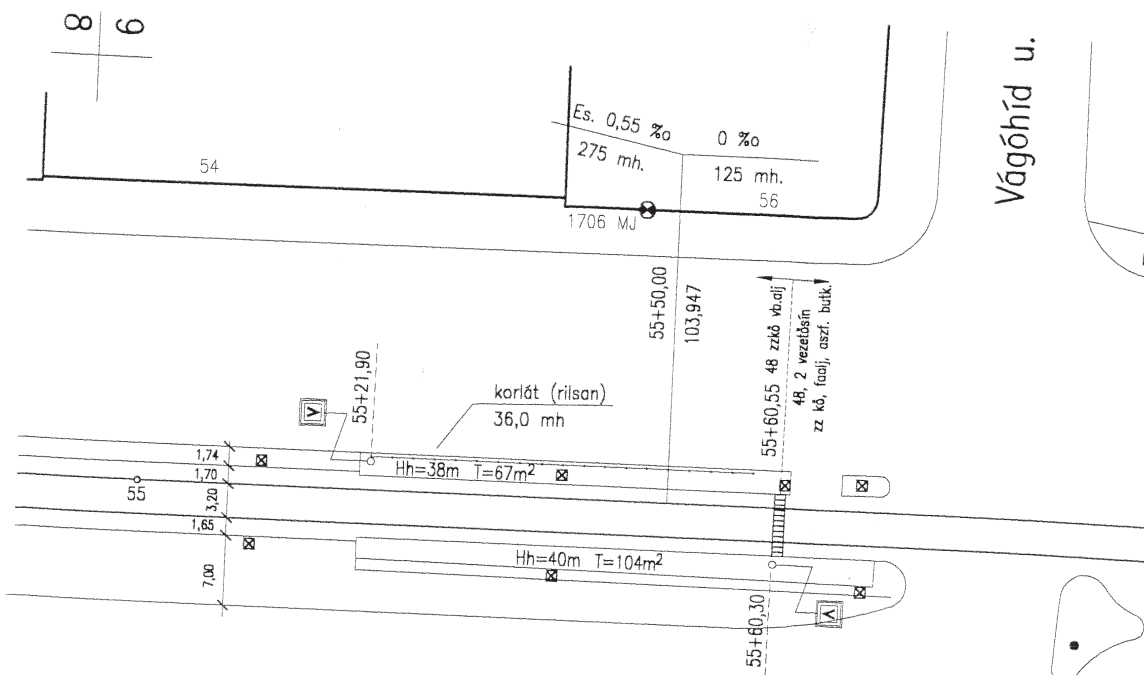 9
8
Vágóhíd u.
Es. 0,55 ‰
275 mh.
0 ‰
125 mh.
54
56
1706 MJ
55+50,00
103,947
55+60,55 48 zzkő vb.alj
48, 2 vezetősín
zz kő, faalj, aszf. butk.
55+21,90
korlát (rilsan)
36,0 mh
V
1,74
1,70
3,20
1,65
7,00
55
Hh=38m T=67m²
Hh=40m T=104m²
55+60,30
V